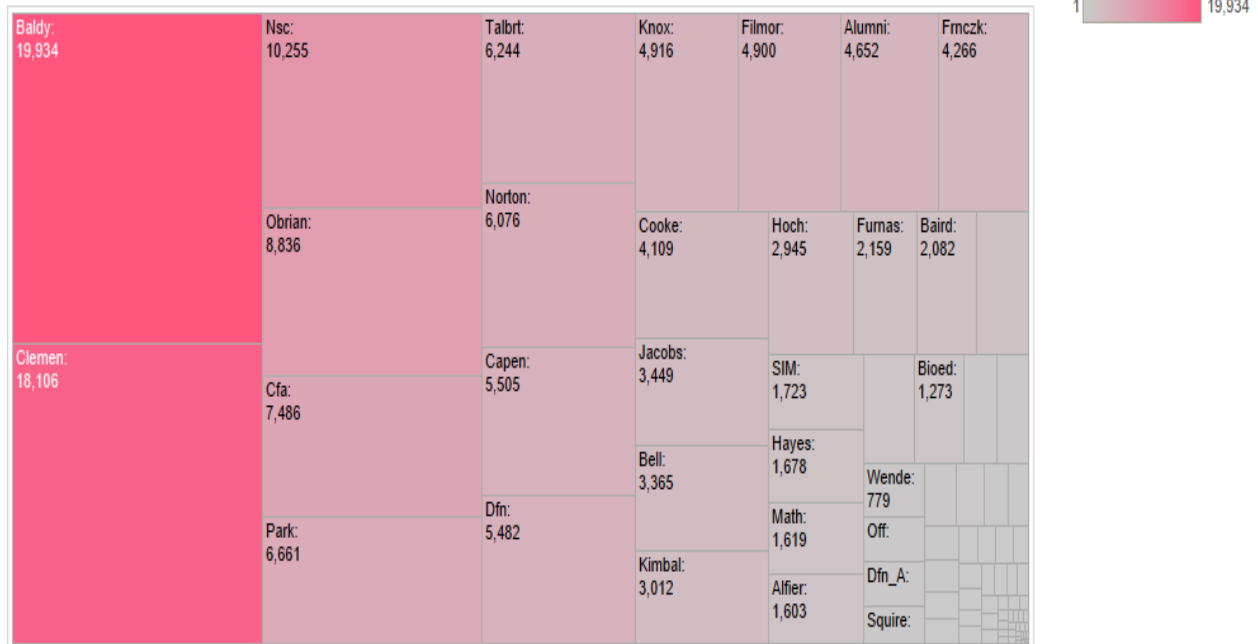 Baldy:
19,934
Clemen:
18,106
Nsc:
10,255
Obrian:
8,836
Cfa:
7,486
Park:
6,661
Talbrt:
6,244
Norton:
6,076
Capen:
5,505
Dfn:
5,482
Knox:
4,916
Filmor:
4,900
Alumni:
4,652
Frnczk:
4,266
Cooke:
4,109
Jacobs:
3,449
Bell:
3,365
Kimbal:
3,012
Hoch:
2,945
Furnas:
2,159
Baird:
2,082
SIM:
1,723
Hayes:
1,678
Math:
1,619
Alfier:
1,603
Bioed:
1,273
Wende:
779
Off:
Dfn_A:
Squire:
1
19,934